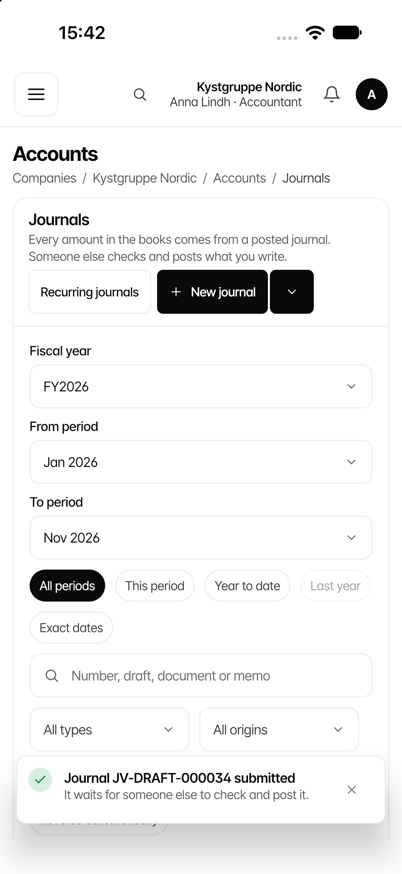 15:42
Kystgruppe Nordic
Anna Lindh · Accountant
A
Accounts
Companies / Kystgruppe Nordic / Accounts / Journals
Journals
Every amount in the books comes from a posted journal.
Someone else checks and posts what you write.
Recurring journals
+ New journal
Fiscal year
FY2026
From period
Jan 2026
To period
Nov 2026
All periods
This period
Year to date
Last year
Exact dates
Number, draft, document or memo
All types
All origins
Journal JV-DRAFT-000034 submitted
It waits for someone else to check and post it.